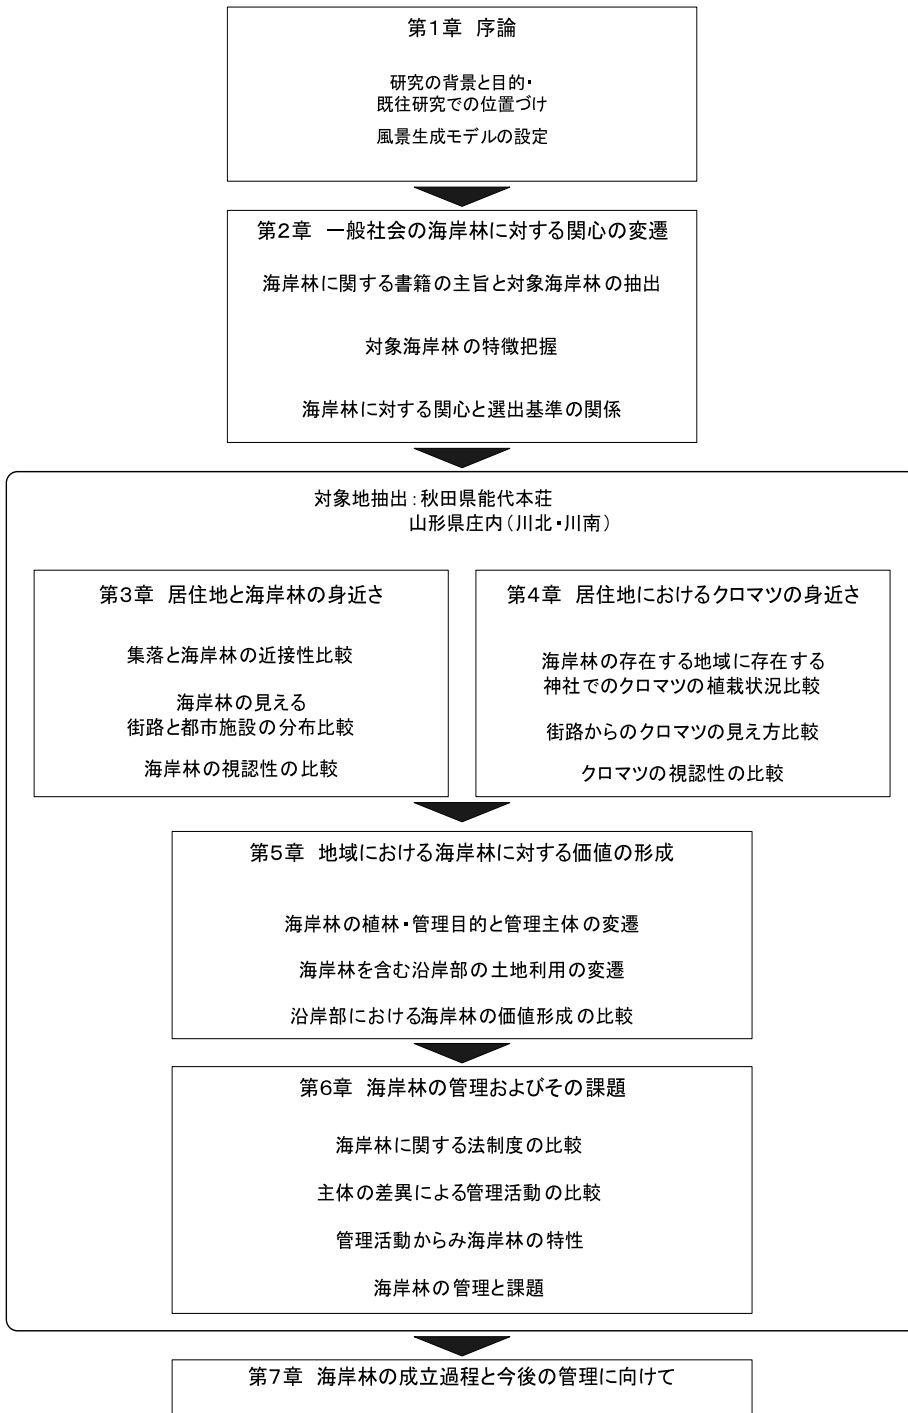 第1章 序論
研究の背景と目的・
既往研究での位置づけ
風景生成モデルの設定
第2章 一般社会の海岸林に対する関心の変遷
海岸林に関する書籍の主旨と対象海岸林の抽出
対象海岸林の特徴把握
海岸林に対する関心と選出基準の関係
対象地抽出：秋田県能代本荘
山形県庄内（川北・川南）
第3章 居住地と海岸林の身近さ
集落と海岸林の近接性比較
海岸林の見える
街路と都市施設の分布比較
海岸林の視認性の比較
第4章 居住地におけるクロマツの身近さ
海岸林の存在する地域に存在する
神社でのクロマツの植栽状況比較
街路からのクロマツの見え方比較
クロマツの視認性の比較
第5章 地域における海岸林に対する価値の形成
海岸林の植林・管理目的と管理主体の変遷
海岸林を含む沿岸部の土地利用の変遷
沿岸部における海岸林の価値形成の比較
第6章 海岸林の管理およびその課題
海岸林に関する法制度の比較
主体の差異による管理活動の比較
管理活動からみ海岸林の特性
海岸林の管理と課題
第7章 海岸林の成立過程と今後の管理に向けて